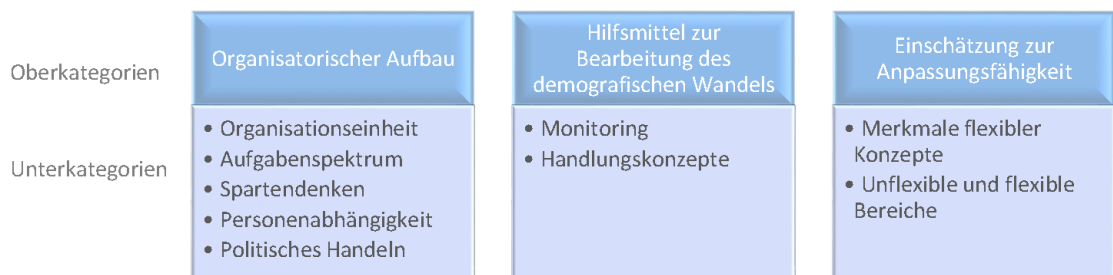 Oberkategorien
Organisatorischer Aufbau
Hilfsmittel zur
Bearbeitung des
demografischen Wandels
Einschätzung zur
Anpassungsfähigkeit
Unterkategorien
• Organisationseinheit
• Aufgabenspektrum
• Spartendenken
• Personenabhängigkeit
• Politisches Handeln
• Monitoring
• Handlungskonzepte
• Merkmale flexibler
Konzepte
• Unflexible und flexible
Bereiche